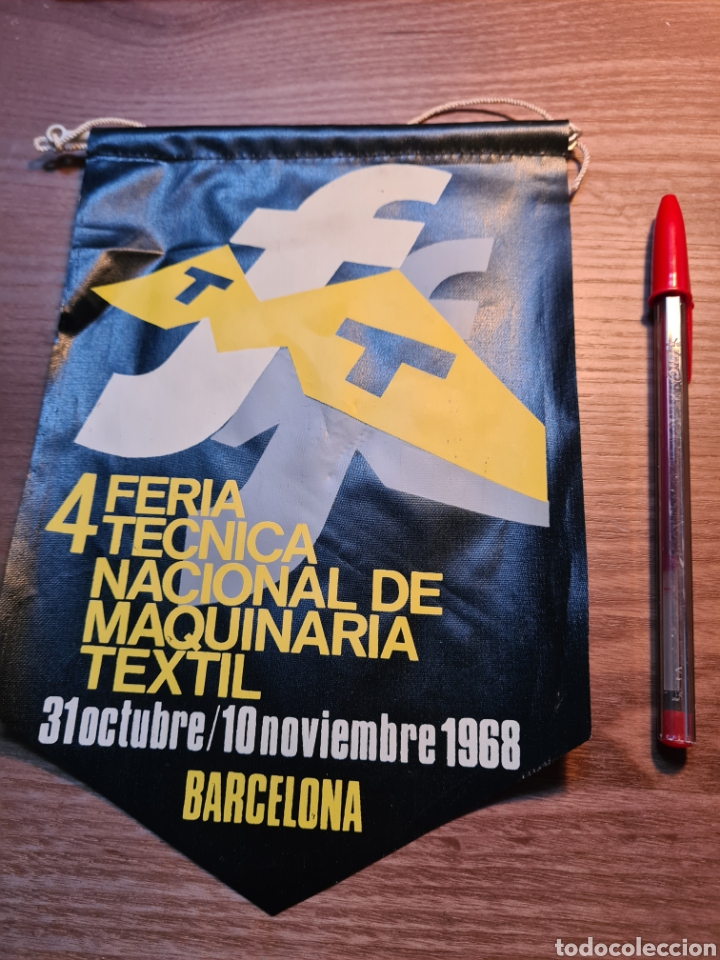 f
T
T
4 FERIA
TECNICA
NACIONAL DE
MAQUINARIA
TEXTIL
31 octubre/10 noviembre 1968
BARCELONA
todocoleccion